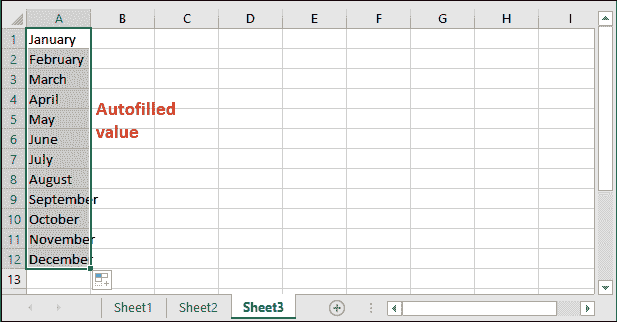 A B C D E F G H I
1 January
2 February
3 March
4 April
5 May
6 June
7 July
8 August
9 September
10 October
11 November
12 December
13
Autofilled
value
Sheet1 Sheet2 Sheet3